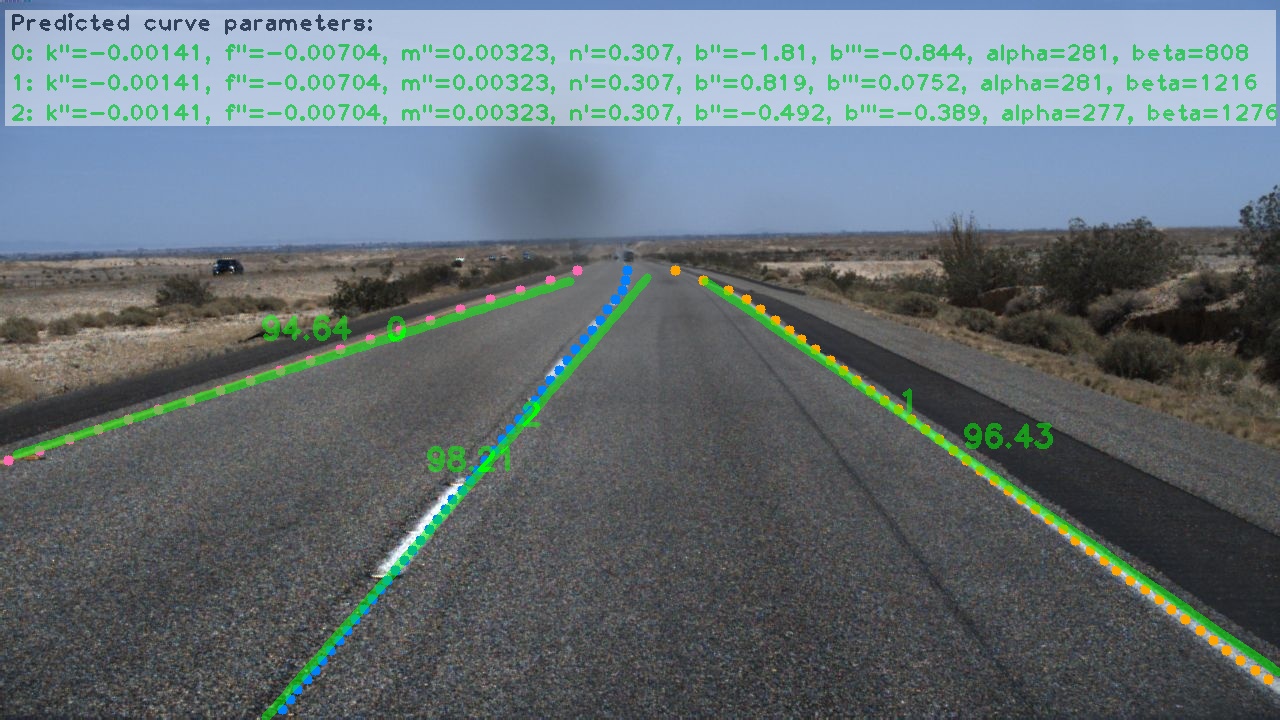 Predicted curve parameters:
0: k''=-0.00141, f''=-0.00704, m''=0.00323, n'=0.307, b''=-1.81, b'''=-0.844, alpha=281, beta=808
1: k''=-0.00141, f''=-0.00704, m''=0.00323, n'=0.307, b''=0.819, b'''=0.0752, alpha=281, beta=1216
2: k''=-0.00141, f''=-0.00704, m''=0.00323, n'=0.307, b''=-0.492, b'''=-0.389, alpha=277, beta=1276
94.64 0
1
2
96.43
98.21